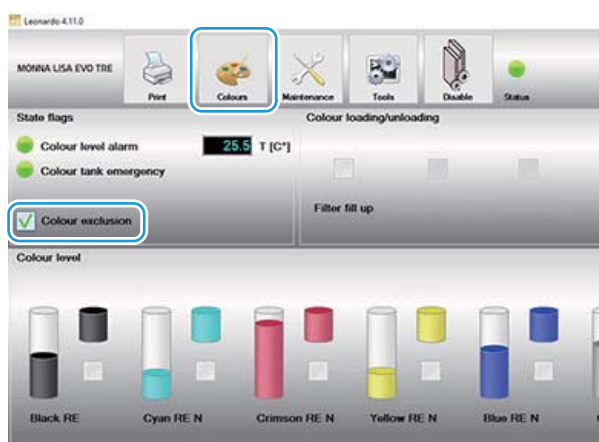 Leonardo 4.11.0
MONNA LISA EVO TRE
Print
Colours
Maintenance
Tools
Disable
Status
State flags
Colour level alarm
25.5 T [C°]
Colour tank emergency
Colour exclusion
Colour loading/unloading
Filter fill up
Colour level
Black RE
Cyan RE N
Crimson RE N
Yellow RE N
Blue RE N